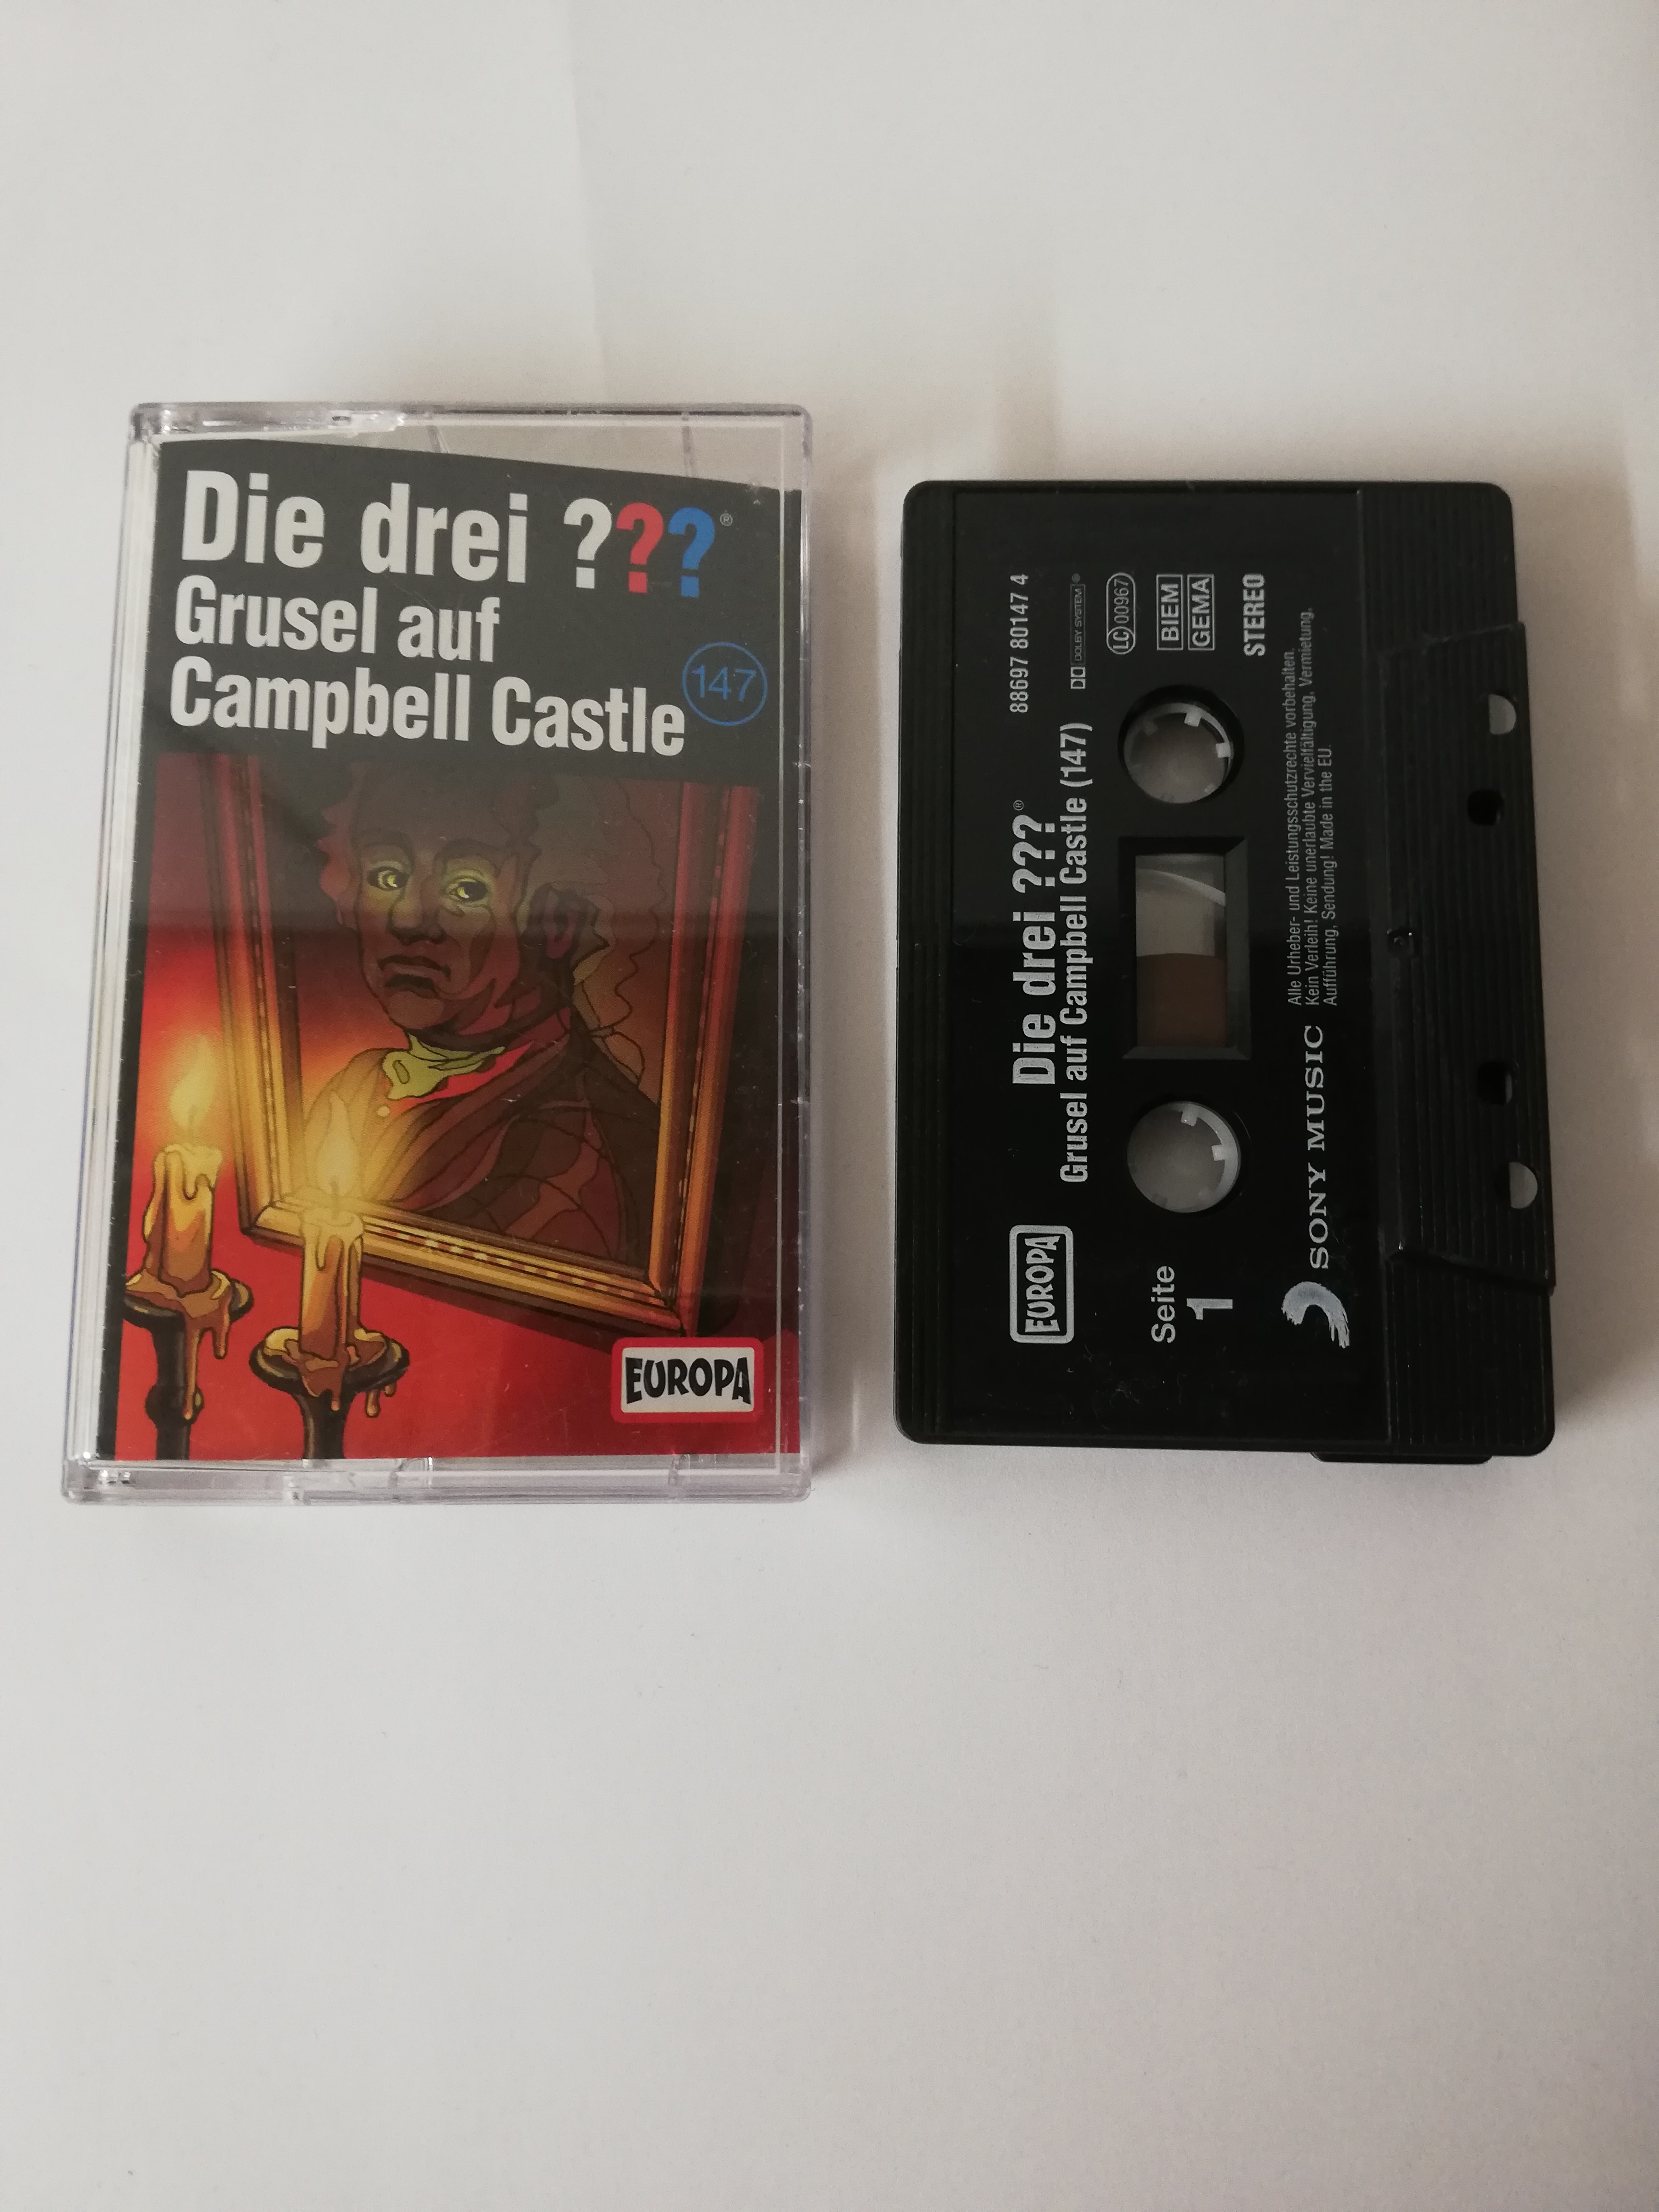 Die drei ???®
Grusel auf
Campbell Castle
147
EUROPA
EUROPA
Die drei ???®
Grusel auf Campbell Castle (147)
88697 80147 4
DOLBY SYSTEM®
LC 00967
BIEM
GEMA
STEREO
Seite
1
SONY MUSIC
Alle Urheber- und Leistungsschutzrechte vorbehalten.
Kein Verleih! Keine unerlaubte Vervielfältigung, Vermietung,
Aufführung, Sendung! Made in the EU.